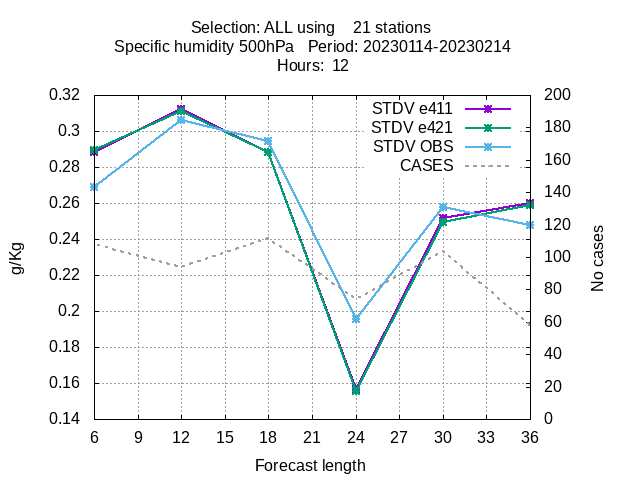 Selection: ALL using    21 stations
Specific humidity 500hPa   Period: 20230114-20230214
Hours:  12
0.32
0.3
0.28
0.26
0.24
0.22
0.2
0.18
0.16
0.14
g/Kg
STDV e411
STDV e421
STDV OBS
CASES
200
180
160
140
120
100
80
60
40
20
0
No cases
6 9 12 15 18 21 24 27 30 33 36
Forecast length